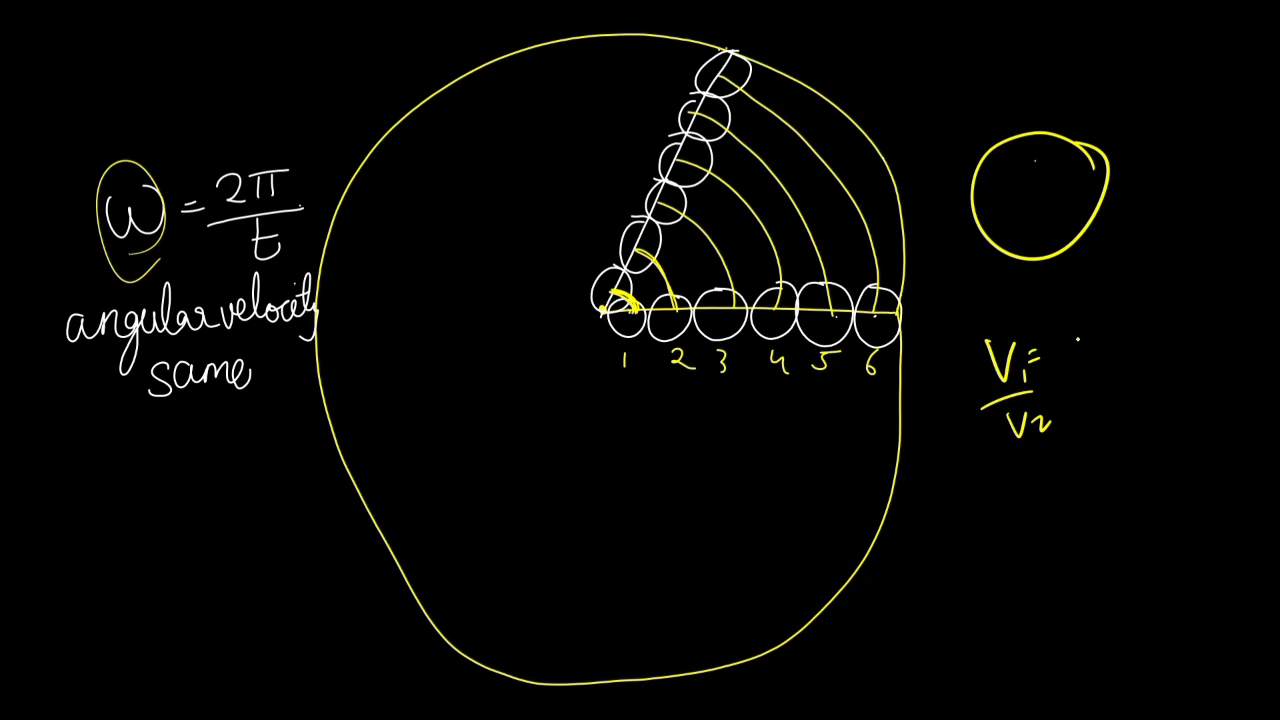 ω = 2π
t
angular velocity
same
1 2 3 4 5 6
V1=
v2